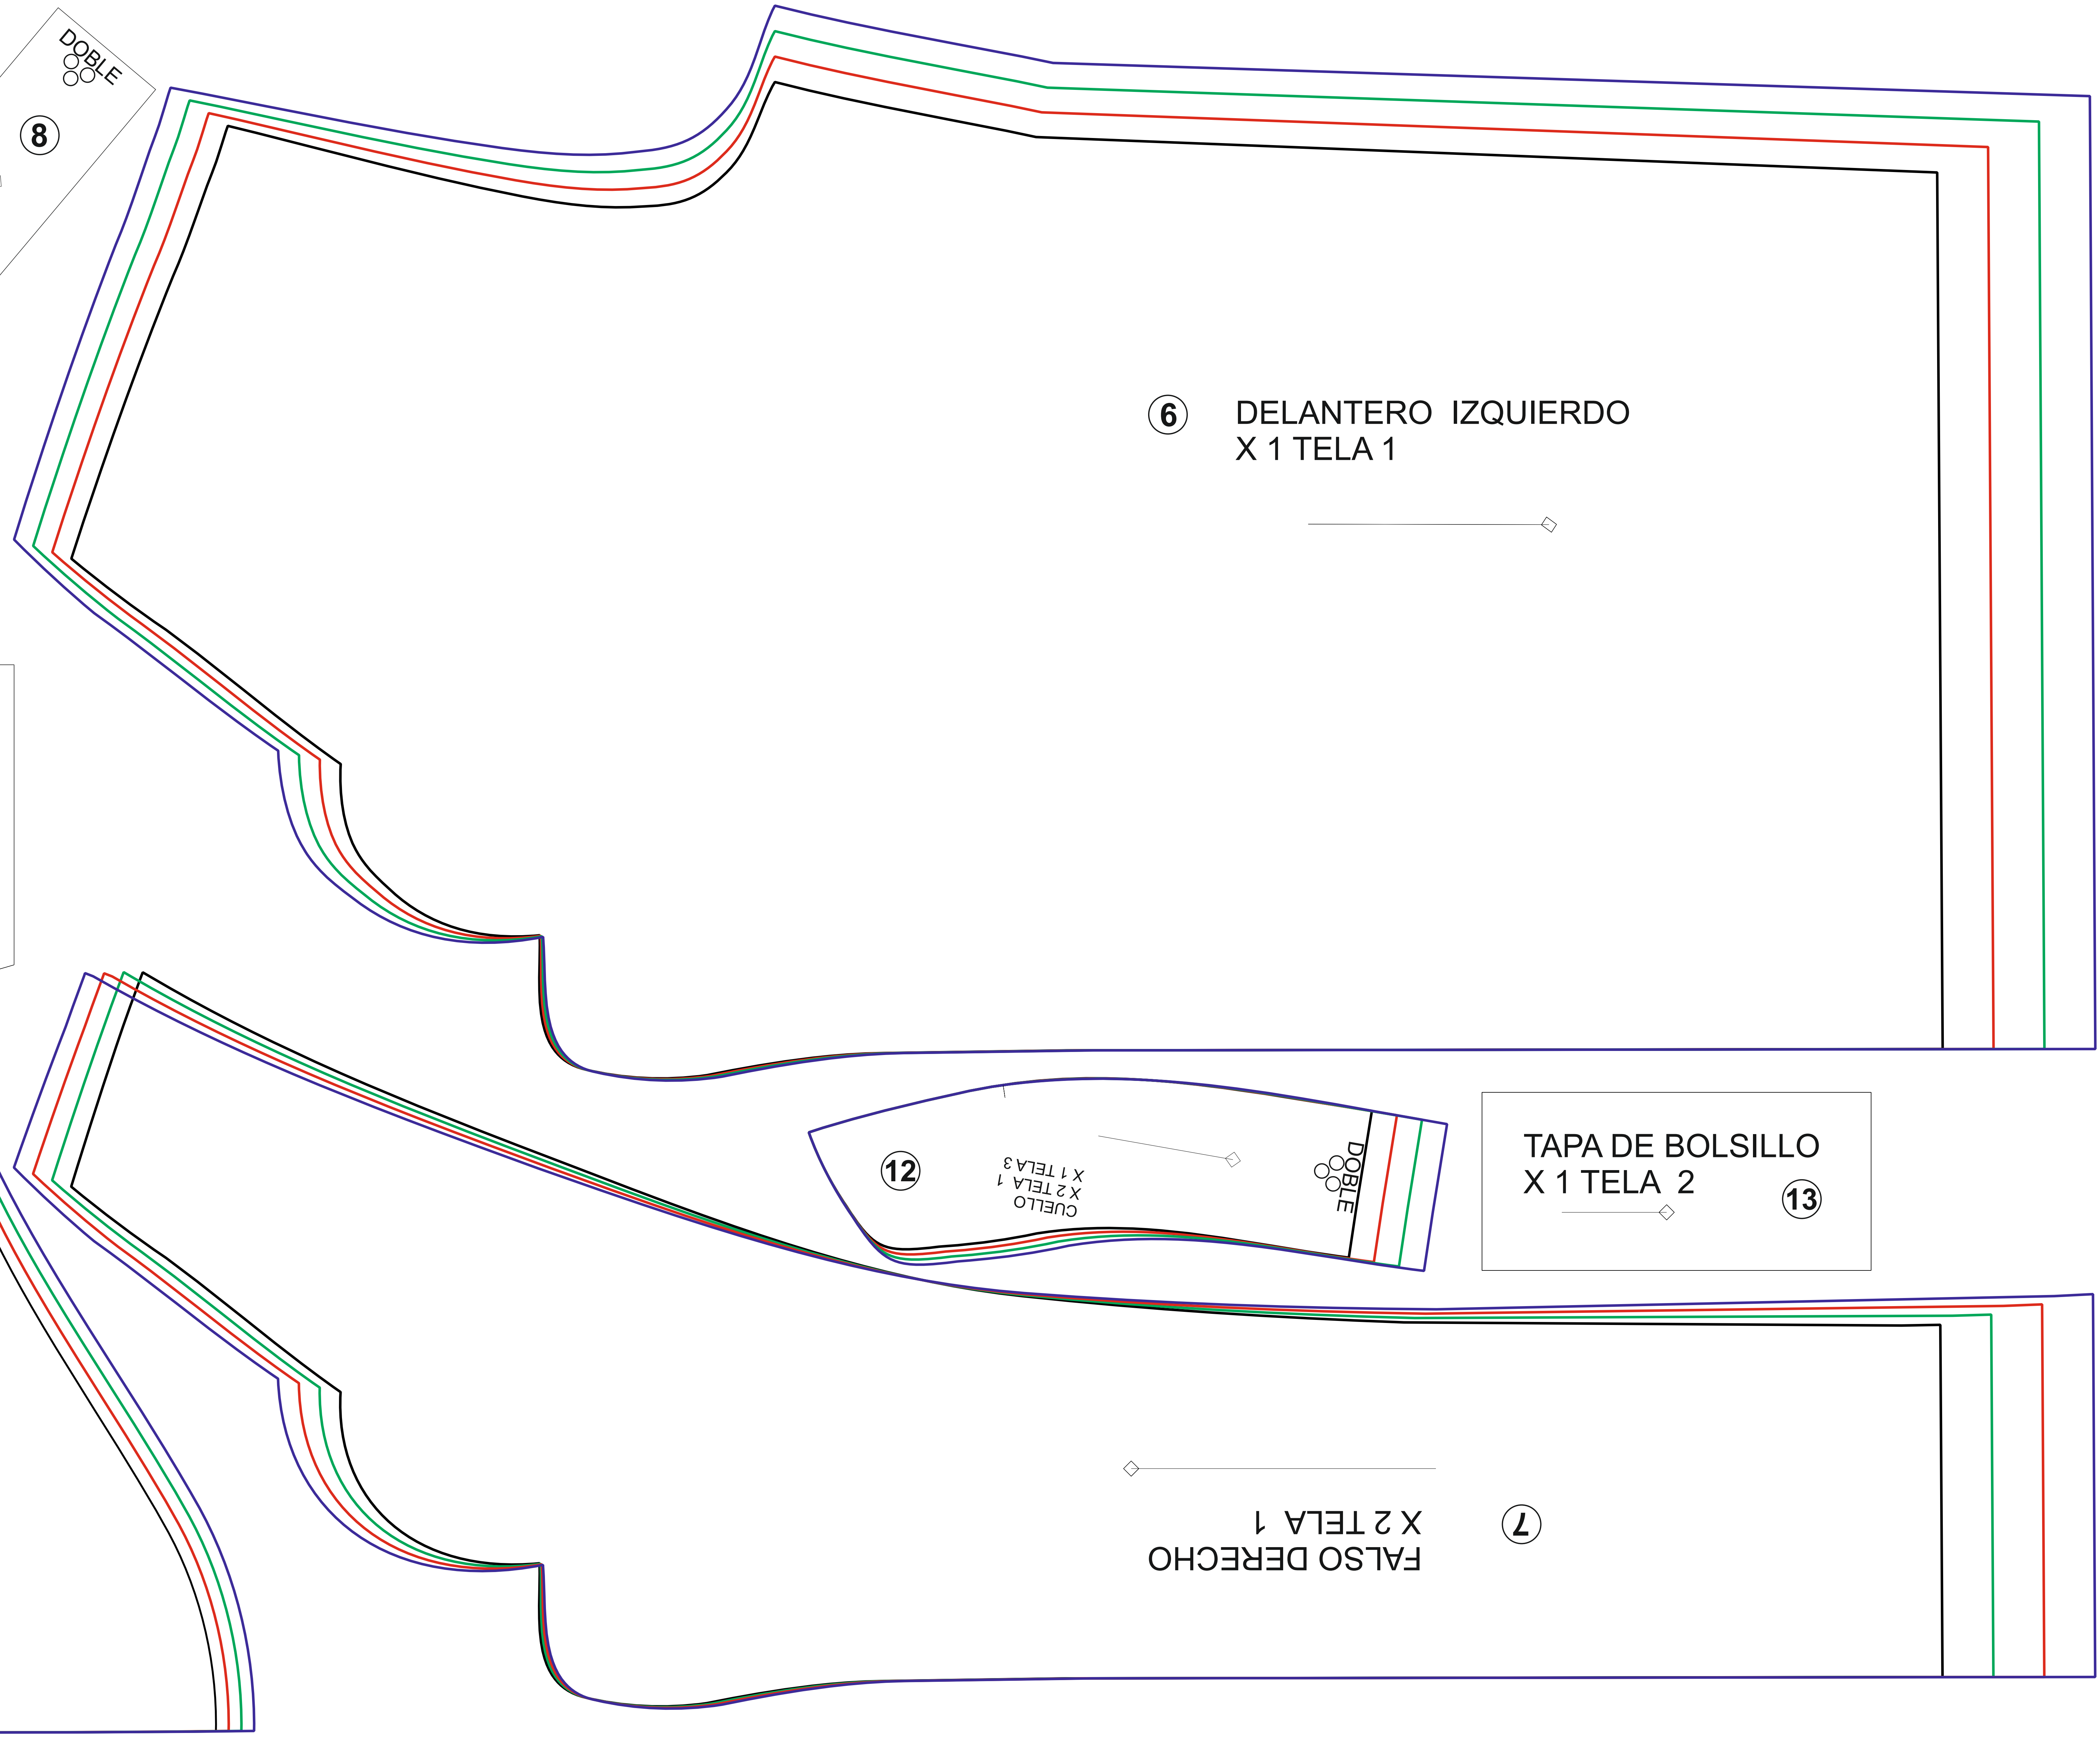 DOBLE
8
6
DELANTERO IZQUIERDO
X 1 TELA 1
12
CUELLO
X 2 TELA 1
X 1 TELA 3
DOBLE
TAPA DE BOLSILLO
X 1 TELA 2
13
7
FALSO DERECHO
X 2 TELA 1